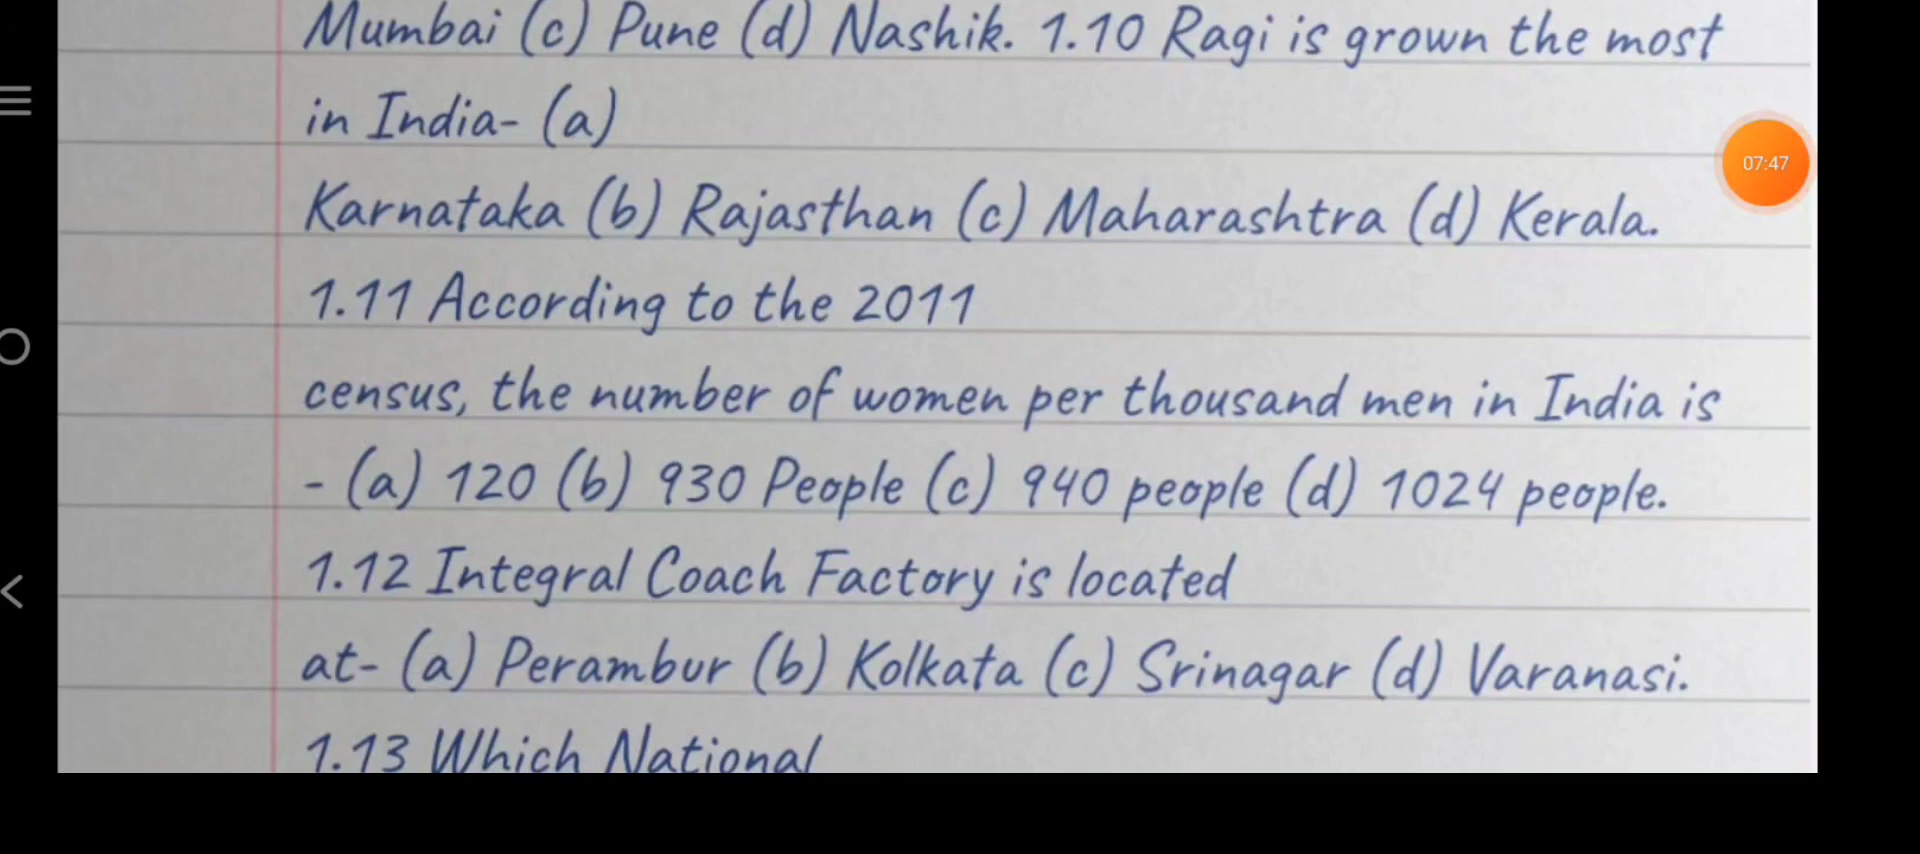 Mumbai (c) Pune (d) Nashik. 1.10 Ragi is grown the most
in India- (a)
07:47
Karnataka (b) Rajasthan (c) Maharashtra (d) Kerala.
1.11 According to the 2011
census, the number of women per thousand men in India is
- (a) 120 (b) 930 People (c) 940 people (d) 1024 people.
1.12 Integral Coach Factory is located
at- (a) Perambur (b) Kolkata (c) Srinagar (d) Varanasi.
1.13 Which National